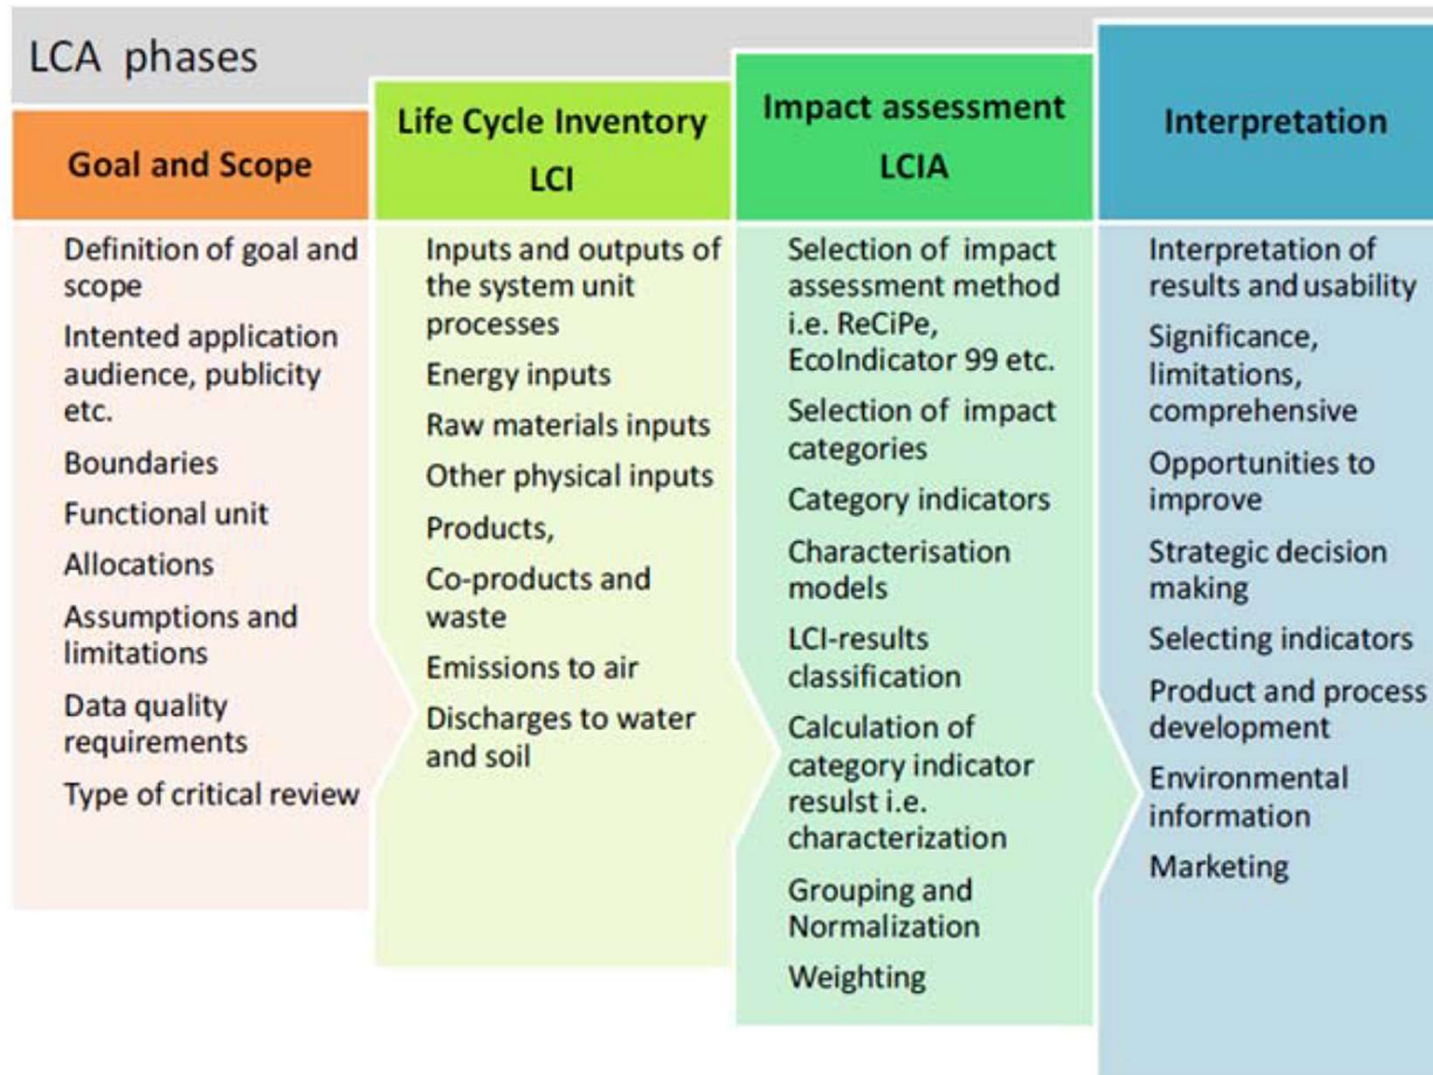 LCA phases
Goal and Scope
Definition of goal and
scope
Intented application
audience, publicity
etc.
Boundaries
Functional unit
Allocations
Assumptions and
limitations
Data quality
requirements
Type of critical review
Life Cycle Inventory
LCI
Inputs and outputs of
the system unit
processes
Energy inputs
Raw materials inputs
Other physical inputs
Products,
Co-products and
waste
Emissions to air
Discharges to water
and soil
Impact assessment
LCIA
Selection of impact
assessment method
i.e. ReCiPe,
EcoIndicator 99 etc.
Selection of impact
categories
Category indicators
Characterisation
models
LCI-results
classification
Calculation of
category indicator
resulst i.e.
characterization
Grouping and
Normalization
Weighting
Interpretation
Interpretation of
results and usability
Significance,
limitations,
comprehensive
Opportunities to
improve
Strategic decision
making
Selecting indicators
Product and process
development
Environmental
information
Marketing